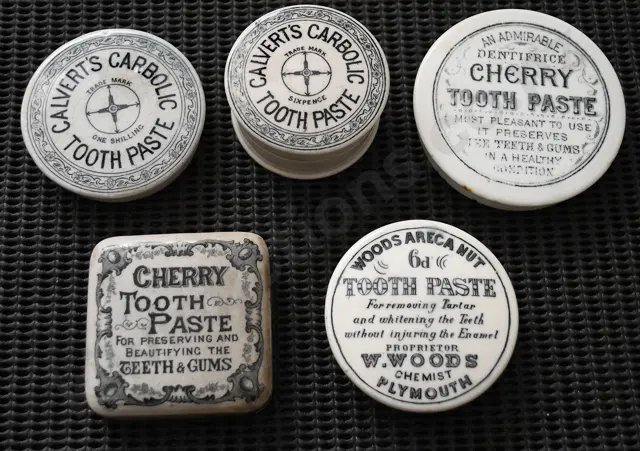 CALVERT'S CARBOLIC
TRADE MARK
ONE SHILLING
TOOTH PASTE
CALVERT'S CARBOLIC
TRADE MARK
SIXPENCE
TOOTH PASTE
AN ADMIRABLE
DENTIFRICE
CHERRY
TOOTH PASTE
MOST PLEASANT TO USE
IT PRESERVES
THE TEETH & GUMS
IN A HEALTHY
CONDITION
CHERRY
TOOTH
PASTE
FOR PRESERVING AND
BEAUTIFYING THE
TEETH & GUMS
WOODS ARECA NUT
6d
TOOTH PASTE
For removing Tartar
and whitening the Teeth
without injuring the Enamel
PROPRIETOR
W. WOODS
CHEMIST
PLYMOUTH